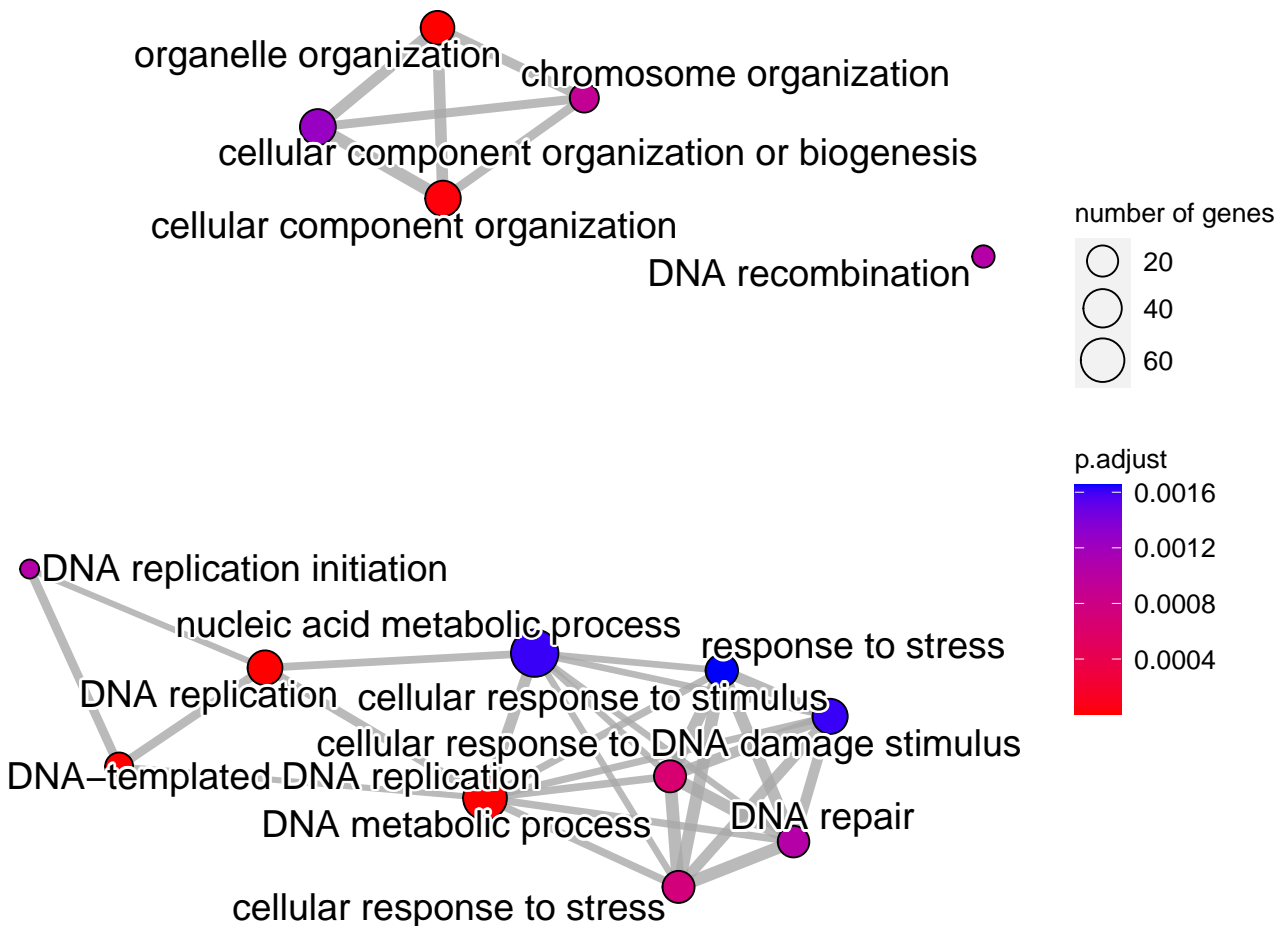 organelle organization
chromosome organization
cellular component organization or biogenesis
cellular component organization
DNA recombination
number of genes
20
40
60
p.adjust
0.0016
0.0012
0.0008
0.0004
DNA replication initiation
nucleic acid metabolic process
response to stress
DNA replication
cellular response to stimulus
cellular response to DNA damage stimulus
DNA−templated DNA replication
DNA metabolic process
DNA repair
cellular response to stress